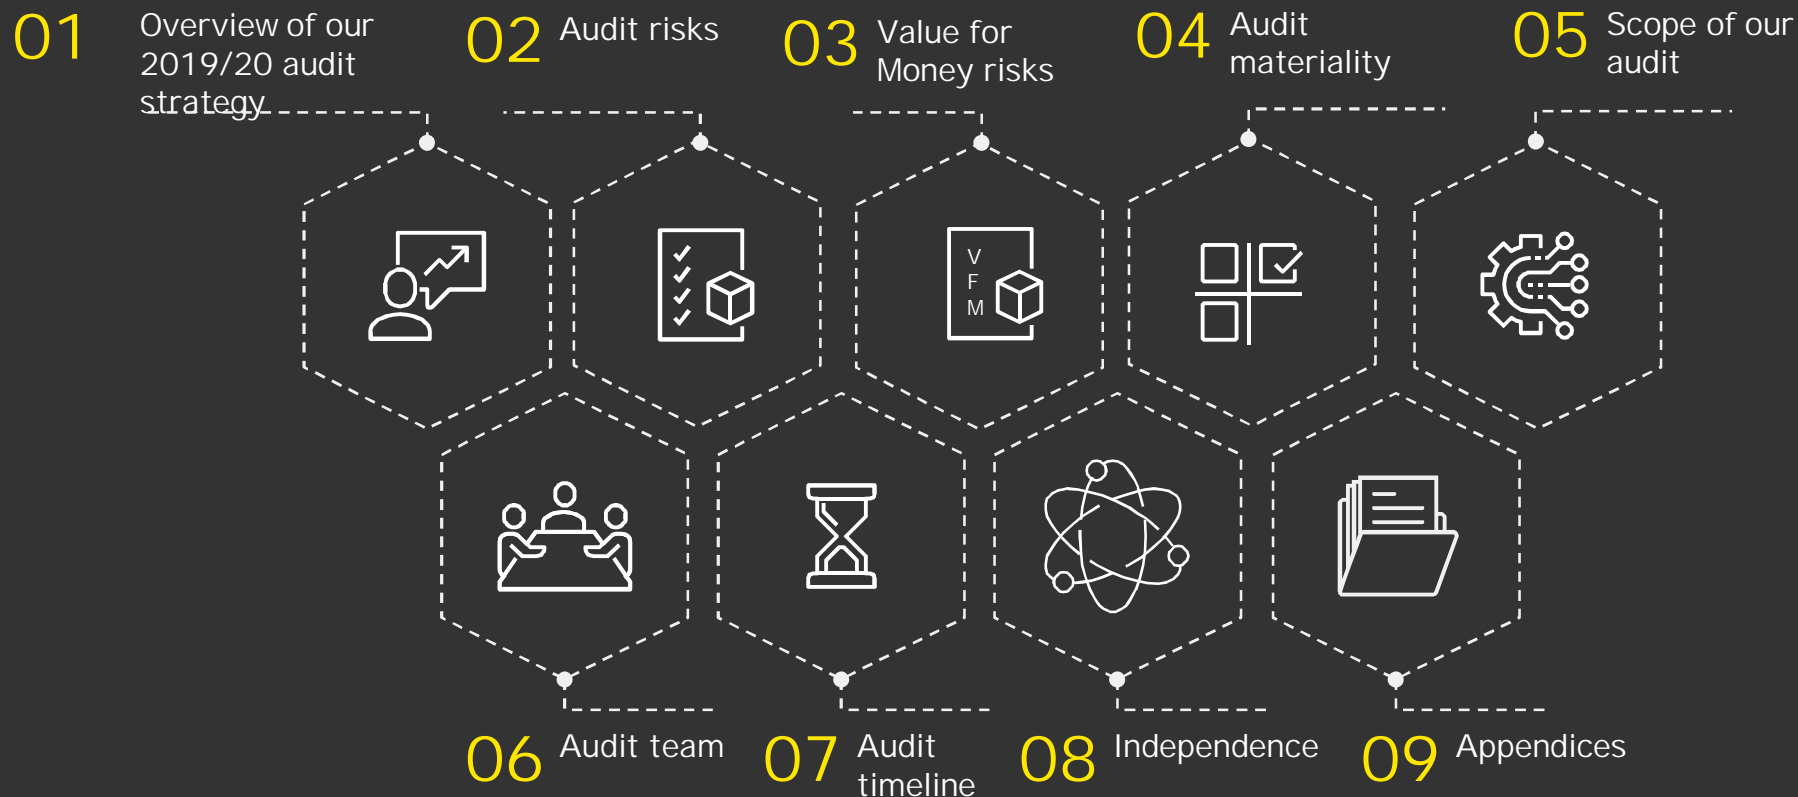 01
Overview of our
2019/20 audit
strategy
02
Audit risks
03
Value for
Money risks
04
Audit
materiality
05
Scope of our
audit
V
F
M
06
Audit team
07
Audit
timeline
08
Independence
09
Appendices